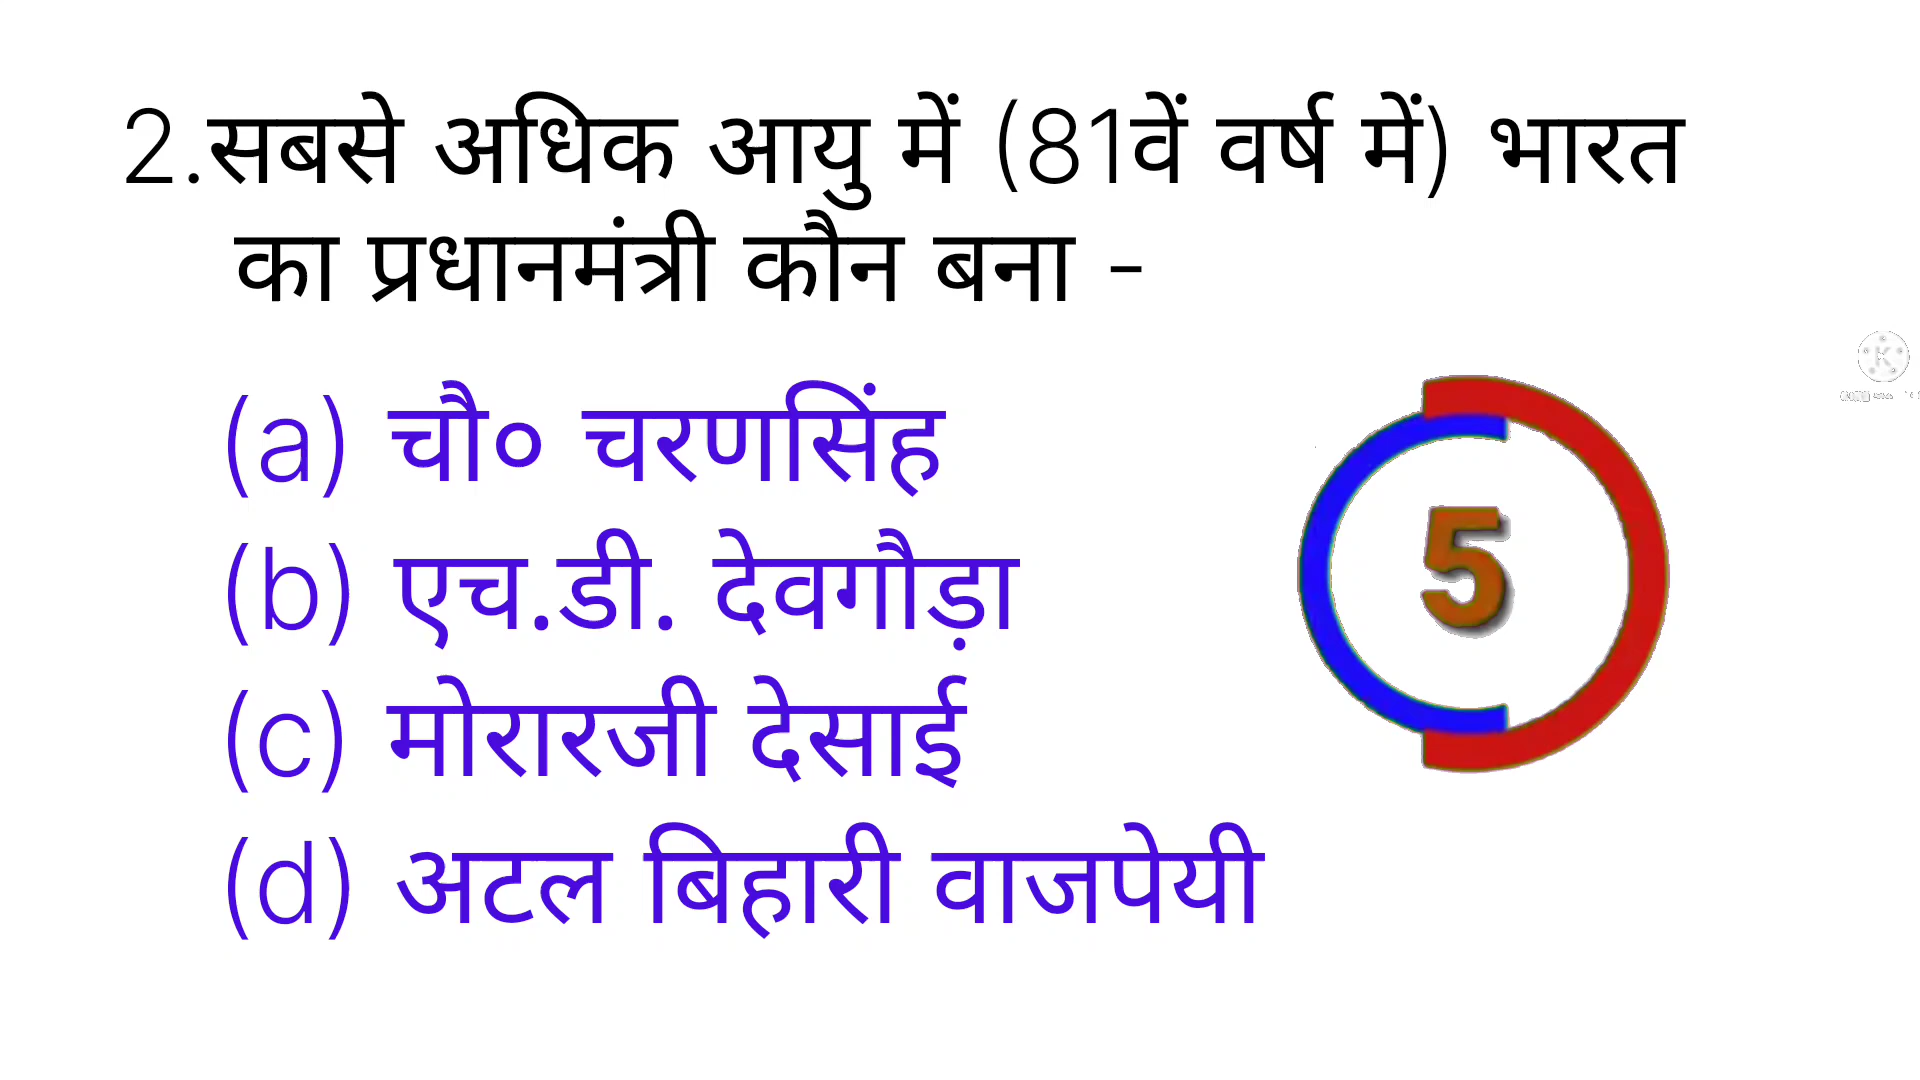 2.सबसे अधिक आयु में (81वें वर्ष में) भारत
का प्रधानमंत्री कौन बना -
(a) चौ० चरणसिंह
(b) एच.डी. देवगौड़ा
5
(c) मोरारजी देसाई
(d) अटल बिहारी वाजपेयी